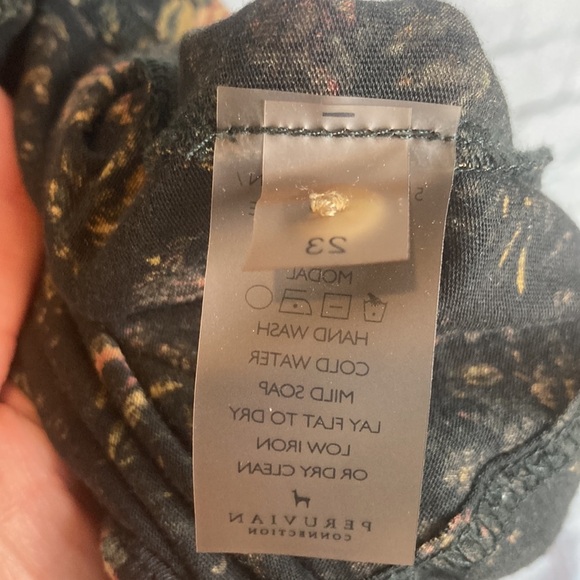 23
MODAL
HAND WASH
COLD WATER
MILD SOAP
LAY FLAT TO DRY
LOW IRON
OR DRY CLEAN
PERUVIAN
CONNECTION